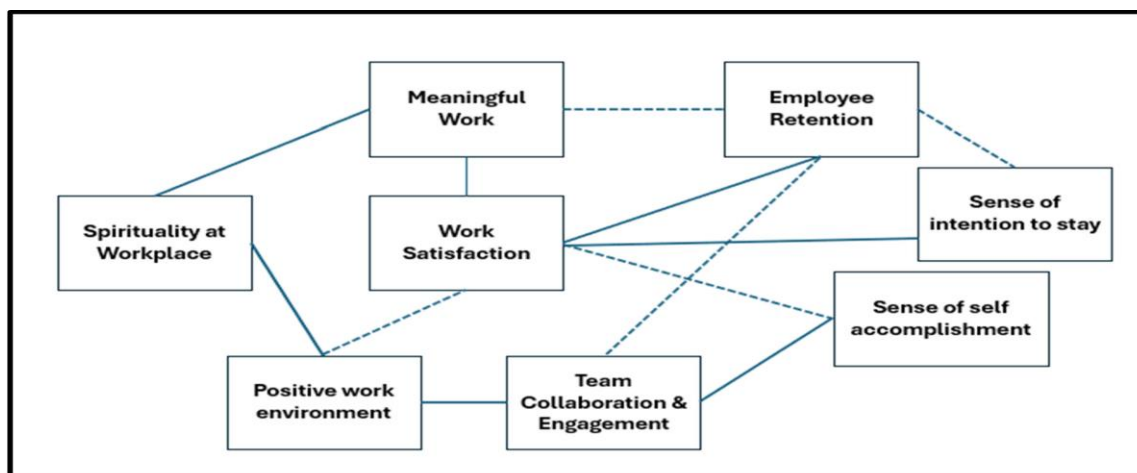 Meaningful
Work
Employee
Retention
Spirituality at
Workplace
Work
Satisfaction
Sense of
intention to stay
Sense of self
accomplishment
Positive work
environment
Team
Collaboration &
Engagement